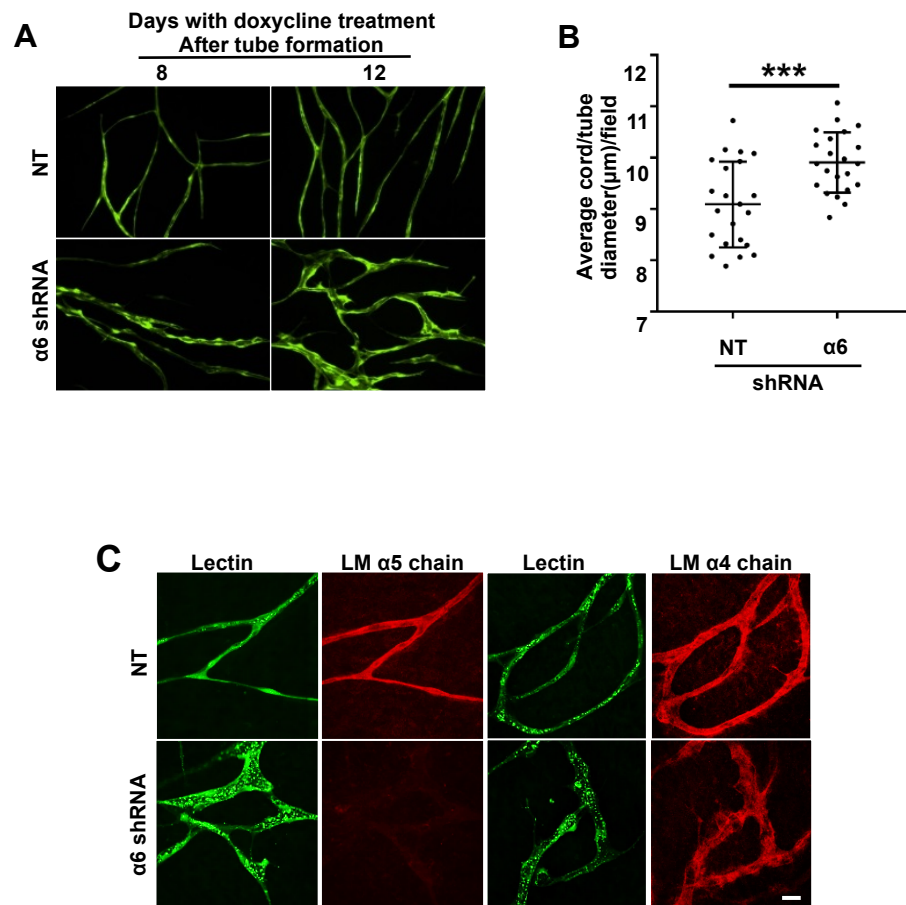 A
Days with doxycline treatment
After tube formation
8 12
NT
α6 shRNA
B
***
Average cord/tube
diameter(µm)/field
12
11
10
9
8
7
NT α6
shRNA
C
Lectin LM α5 chain Lectin LM α4 chain
NT
α6 shRNA